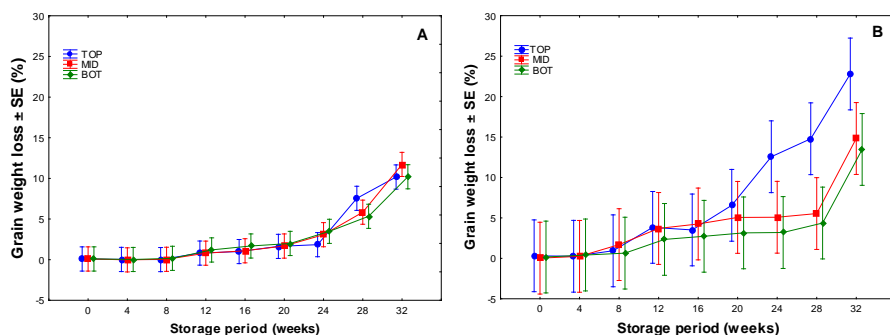 A
TOP
MID
BOT
Grain weight loss ± SE (%)
30
25
20
15
10
5
0
-5
0 4 8 12 16 20 24 28 32
Storage period (weeks)
B
TOP
MID
BOT
Grain weight loss ± SE (%)
30
25
20
15
10
5
0
-5
0 4 8 12 16 20 24 28 32
Storage period (weeks)